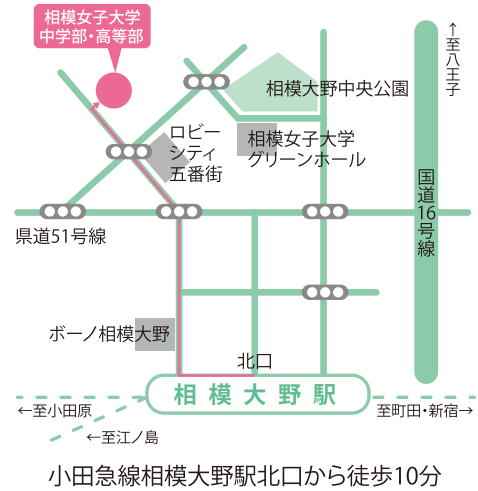 相模女子大学
中学部・高等部
←至八王子
相模大野中央公園
ロビー
シティ
五番街
相模女子大学
グリーンホール
国道16号線
県道51号線
ボーノ相模大野
北口
相模大野駅
←至小田原
至町田・新宿→
←至江ノ島
小田急線相模大野駅北口から徒歩10分